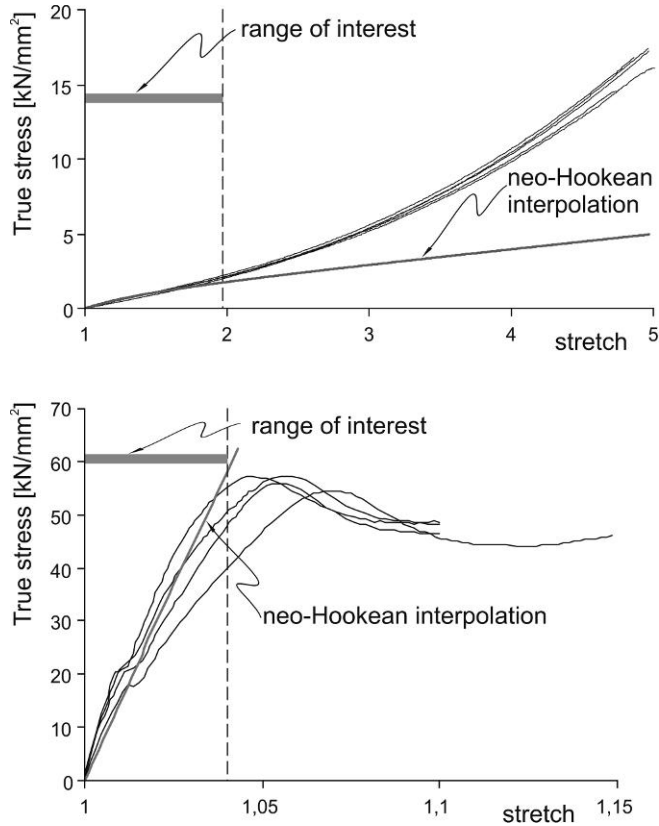 True stress [kN/mm²]
20
15
10
5
0
range of interest
neo-Hookean
interpolation
1
2
3
4
5
stretch
True stress [kN/mm²]
70
60
50
40
30
20
10
0
range of interest
neo-Hookean interpolation
1
1,05
1,1
1,15
stretch